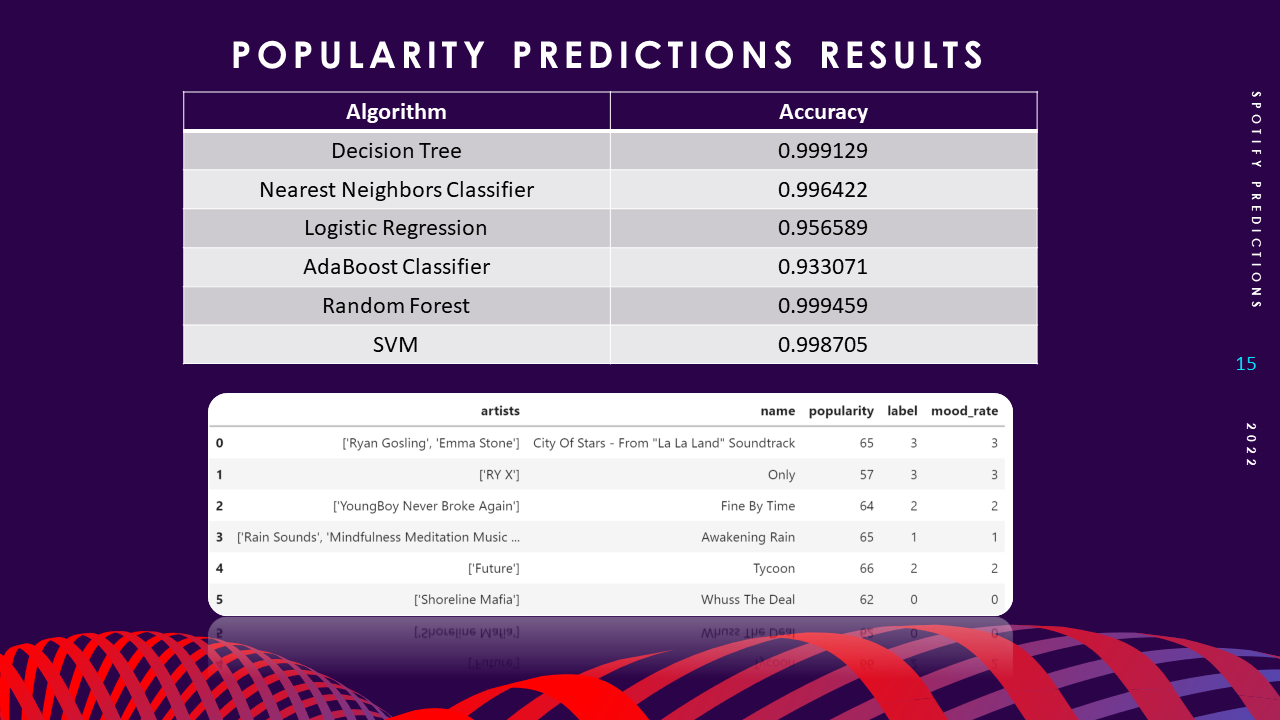 POPULARITY PREDICTIONS RESULTS
Algorithm Accuracy
Decision Tree 0.999129
Nearest Neighbors Classifier 0.996422
Logistic Regression 0.956589
AdaBoost Classifier 0.933071
Random Forest 0.999459
SVM 0.998705
artists name popularity label mood_rate
0 ['Ryan Gosling', 'Emma Stone'] City Of Stars - From "La La Land" Soundtrack 65 3 3
1 ['RY X'] Only 57 3 3
2 ['YoungBoy Never Broke Again'] Fine By Time 64 2 2
3 ['Rain Sounds', 'Mindfulness Meditation Music ... Awakening Rain 65 1 1
4 ['Future'] Tycoon 66 2 2
5 ['Shoreline Mafia'] Whuss The Deal 62 0 0
SPOTIFY PREDICTIONS
15
2022